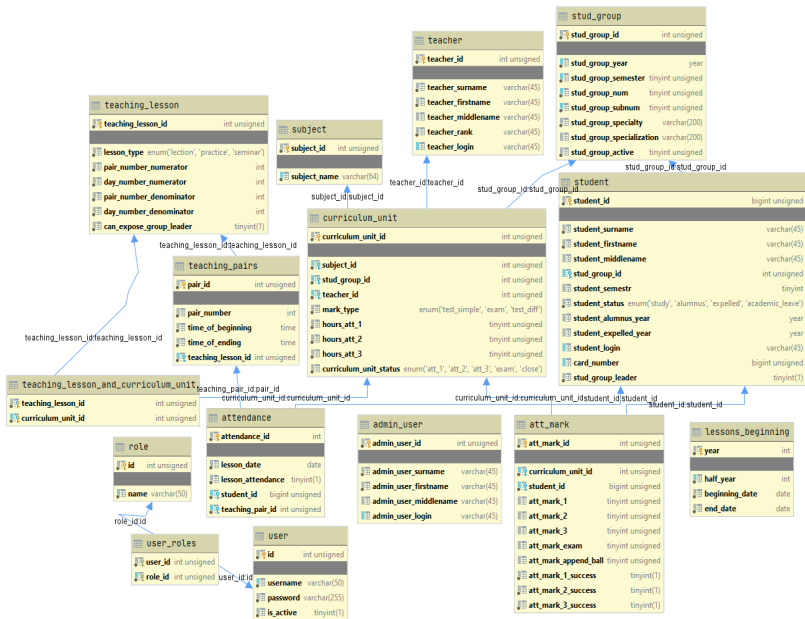 stud_group
stud_group_id int unsigned
stud_group_year year
stud_group_semester tinyint unsigned
stud_group_num tinyint unsigned
stud_group_subnum tinyint unsigned
stud_group_specialty varchar(200)
stud_group_specialization varchar(200)
stud_group_active tinyint unsigned
teacher
teacher_id int unsigned
teacher_surname varchar(45)
teacher_firstname varchar(45)
teacher_middlename varchar(45)
teacher_rank varchar(45)
teacher_login varchar(45)
teaching_lesson
teaching_lesson_id int unsigned
lesson_type enum('lection', 'practice', 'seminar')
pair_number_numerator int
day_number_numerator int
pair_number_denominator int
day_number_denominator int
can_expose_group_leader tinyint(1)
subject
subject_id int unsigned
subject_name varchar(64)
stud_group_id:stud_group_id
teacher_id:teacher_id
stud_group_id:stud_group_id
subject_id:subject_id
student
student_id bigint unsigned
student_surname varchar(45)
student_firstname varchar(45)
student_middlename varchar(45)
stud_group_id int unsigned
student_semestr tinyint
student_status enum('study', 'alumnus', 'expelled', 'academic_leave')
student_alumnus_year year
student_expelled_year year
student_login varchar(45)
card_number bigint unsigned
stud_group_leader tinyint(1)
curriculum_unit
curriculum_unit_id int unsigned
subject_id int unsigned
stud_group_id int unsigned
teacher_id int unsigned
mark_type enum('test_simple', 'exam', 'test_diff')
hours_att_1 tinyint unsigned
hours_att_2 tinyint unsigned
hours_att_3 tinyint unsigned
curriculum_unit_status enum('att_1', 'att_2', 'att_3', 'exam', 'close')
teaching_lesson_id:teaching_lesson_id
teaching_pairs
pair_id int unsigned
pair_number int
time_of_beginning time
time_of_ending time
teaching_lesson_id int unsigned
teaching_lesson_id:teaching_lesson_id
teaching_lesson_and_curriculum_unit
teaching_lesson_id int unsigned
curriculum_unit_id int unsigned
teaching_pair_id:pair_id
curriculum_unit_id:curriculum_unit_id
curriculum_unit_id:curriculum_unit_id
student_id:student_id
student_id:student_id
attendance
attendance_id int
lesson_date date
lesson_attendance tinyint(1)
student_id bigint unsigned
teaching_pair_id int unsigned
admin_user
admin_user_id int unsigned
admin_user_surname varchar(45)
admin_user_firstname varchar(45)
admin_user_middlename varchar(45)
admin_user_login varchar(45)
att_mark
att_mark_id int unsigned
curriculum_unit_id int unsigned
student_id bigint unsigned
att_mark_1 tinyint unsigned
att_mark_2 tinyint unsigned
att_mark_3 tinyint unsigned
att_mark_exam tinyint unsigned
att_mark_append_ball tinyint unsigned
att_mark_1_success tinyint(1)
att_mark_2_success tinyint(1)
att_mark_3_success tinyint(1)
lessons_beginning
year int
half_year int
beginning_date date
end_date date
role
id int unsigned
name varchar(50)
role_id:id
user_roles
user_id int unsigned
role_id int unsigned
user_id:id
user
id int unsigned
username varchar(50)
password varchar(255)
is_active tinyint(1)